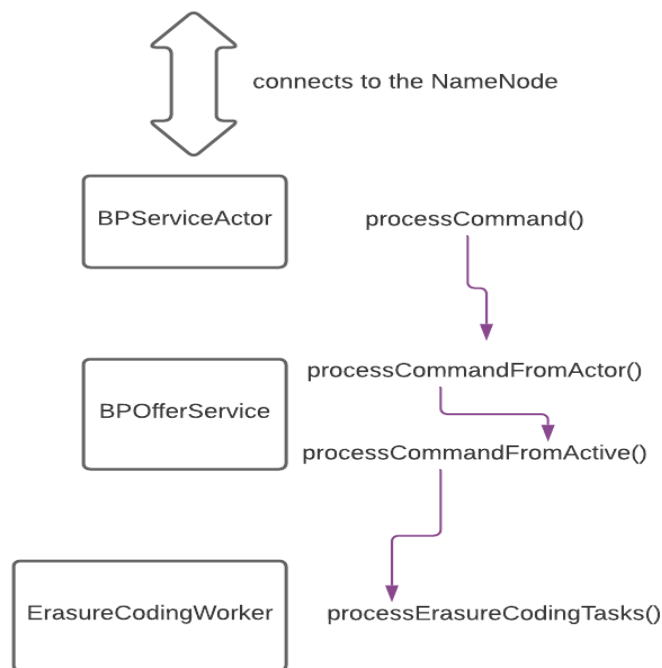 connects to the NameNode
BPServiceActor
processCommand()
processCommandFromActor()
BPOfferService
processCommandFromActive()
ErasureCodingWorker
processErasureCodingTasks()